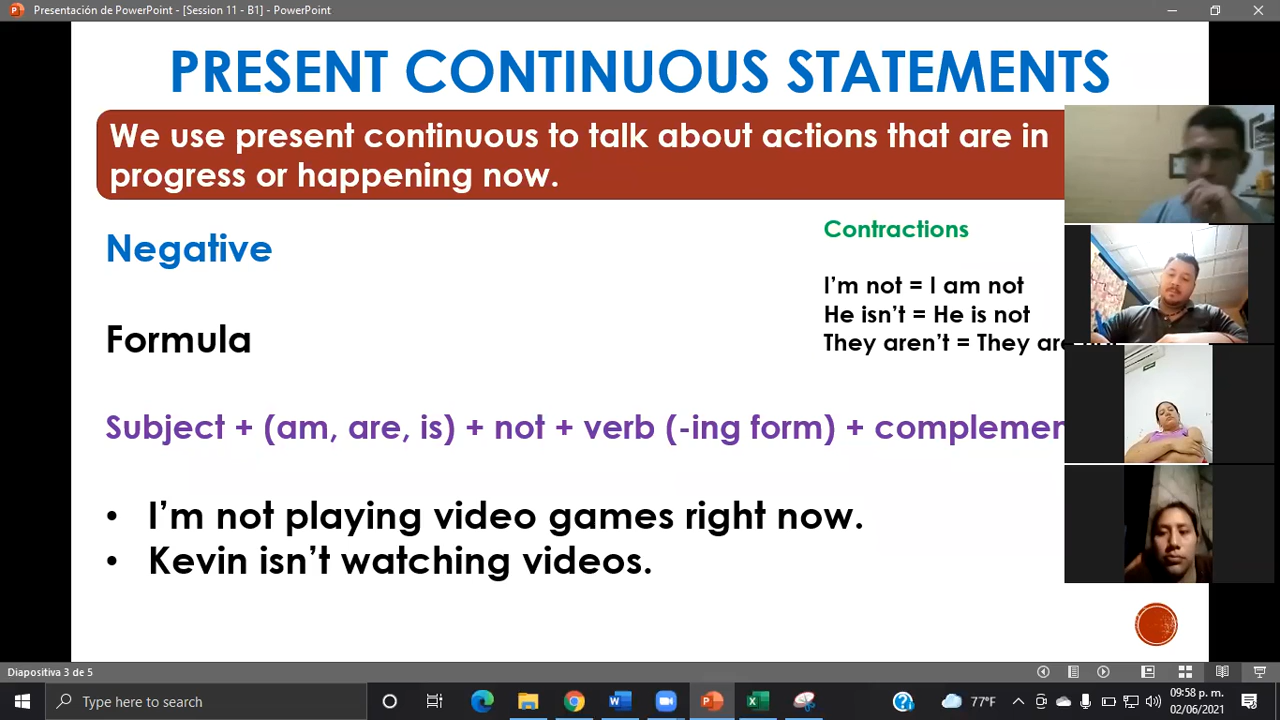 Presentación de PowerPoint - [Session 11 - B1] - PowerPoint
PRESENT CONTINUOUS STATEMENTS
We use present continuous to talk about actions that are in
progress or happening now.
Negative
Contractions
I'm not = I am not
He isn't = He is not
They aren't = They are
Formula
Subject + (am, are, is) + not + verb (-ing form) + complemen
• I'm not playing video games right now.
• Kevin isn't watching videos.
Diapositiva 3 de 5
Type here to search
77°F
09:58 p. m.
02/06/2021